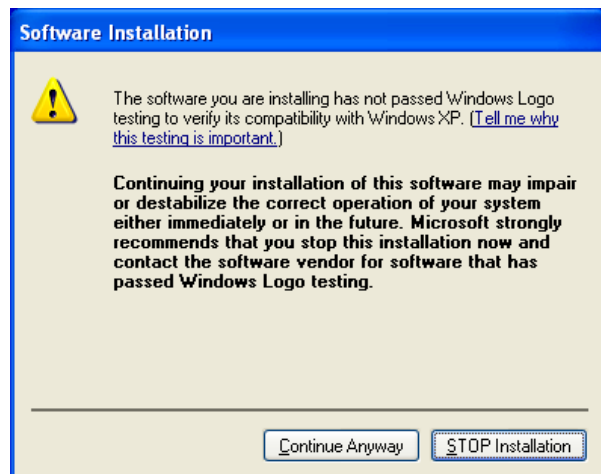 Software Installation
The software you are installing has not passed Windows Logo
testing to verify its compatibility with Windows XP. (Tell me why
this testing is important.)
Continuing your installation of this software may impair
or destabilize the correct operation of your system
either immediately or in the future. Microsoft strongly
recommends that you stop this installation now and
contact the software vendor for software that has
passed Windows Logo testing.
Continue Anyway
STOP Installation